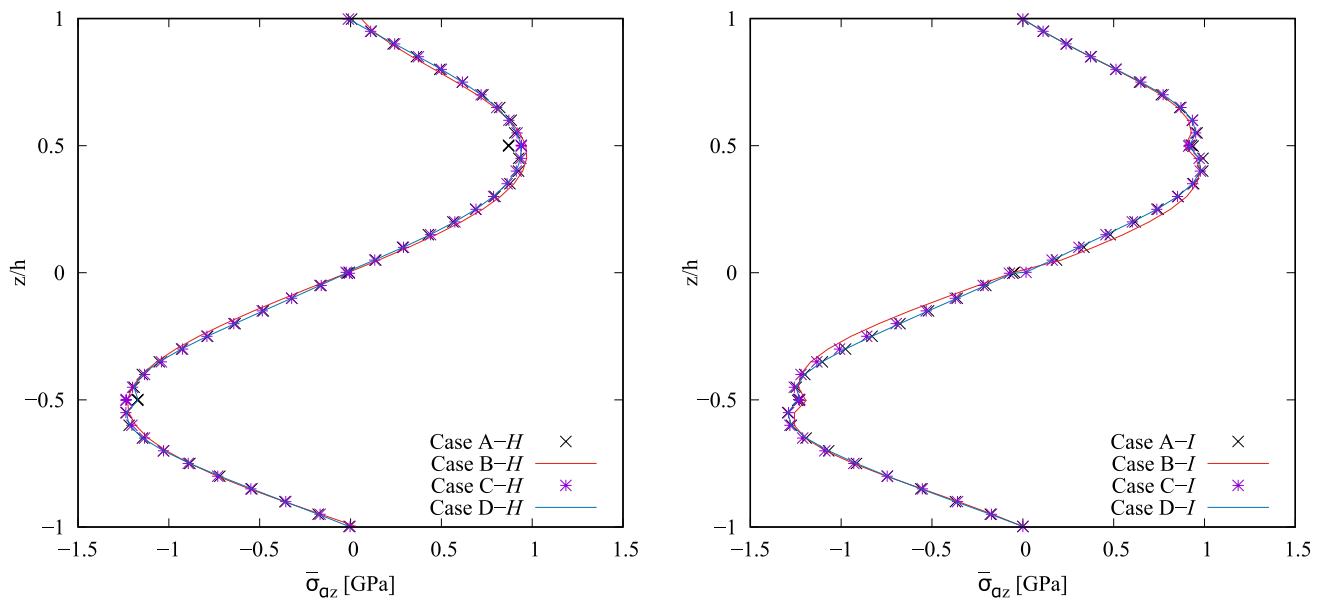 1
0.5
0
−0.5
−1
z/h
−1.5
−1
−0.5
0
0.5
1
1.5
σ̅αz [GPa]
Case A−H
Case B−H
Case C−H
Case D−H
1
0.5
0
−0.5
−1
z/h
−1.5
−1
−0.5
0
0.5
1
1.5
σ̅αz [GPa]
Case A−I
Case B−I
Case C−I
Case D−I